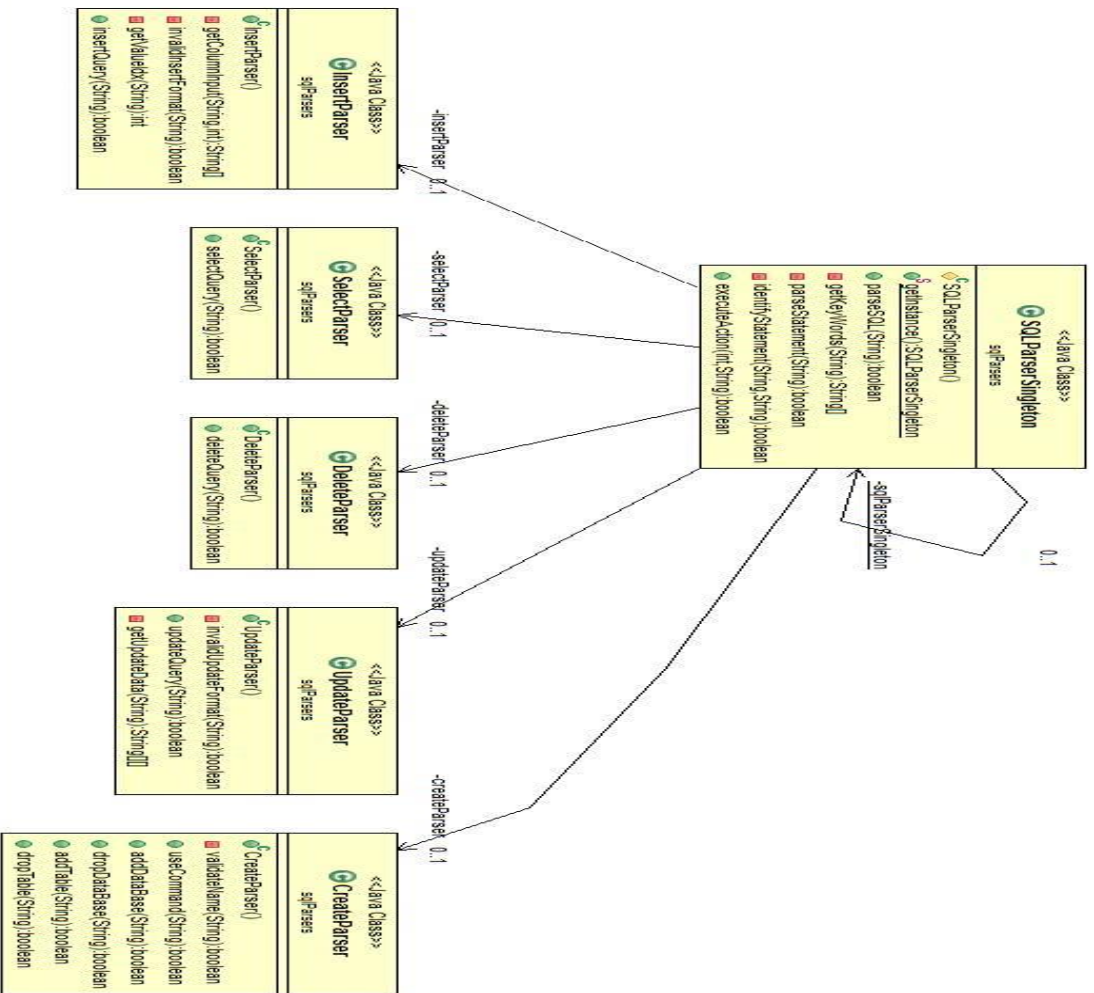 <<Java Class>>
SQLParserSingleton
sqlParsers
SQLParserSingleton()
getInstance():SQLParserSingleton
parseSQL(String):boolean
getKeyWords(String):String[]
parseStatement(String):boolean
identifyStatement(String,String):boolean
executeAction(int,String):boolean
0..1
-sqlParserSingleton
-insertParser 0..1
-selectParser 0..1
-deleteParser 0..1
-updateParser 0..1
-createParser 0..1
<<Java Class>>
InsertParser
sqlParsers
InsertParser()
getColumnInput(String,int):String[]
invalidInsertFormat(String):boolean
getValueIdx(String):int
insertQuery(String):boolean
<<Java Class>>
SelectParser
sqlParsers
SelectParser()
selectQuery(String):boolean
<<Java Class>>
DeleteParser
sqlParsers
DeleteParser()
deleteQuery(String):boolean
<<Java Class>>
UpdateParser
sqlParsers
UpdateParser()
invalidUpdateFormat(String):boolean
updateQuery(String):boolean
getUpdateData(String):String[][]
<<Java Class>>
CreateParser
sqlParsers
CreateParser()
validateName(String):boolean
useCommand(String):boolean
addDataBase(String):boolean
dropDataBase(String):boolean
addTable(String):boolean
dropTable(String):boolean